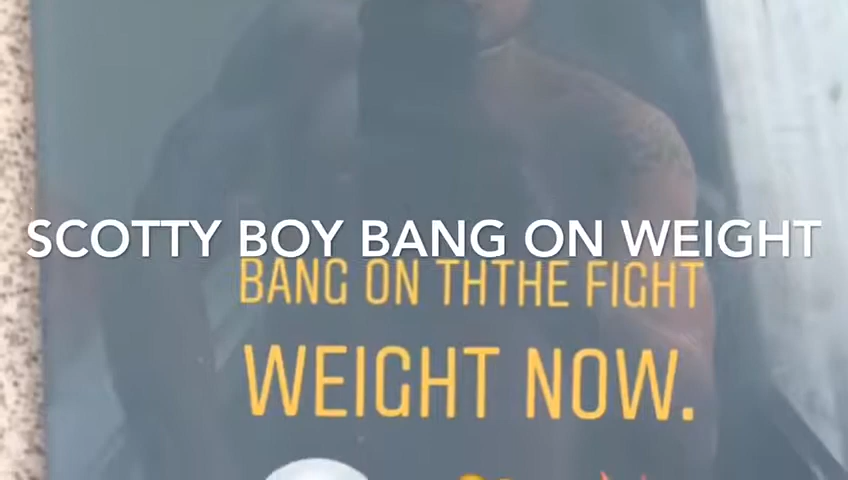 SCOTTY BOY BANG ON WEIGHT
BANG ON THTHE FIGHT
WEIGHT NOW.